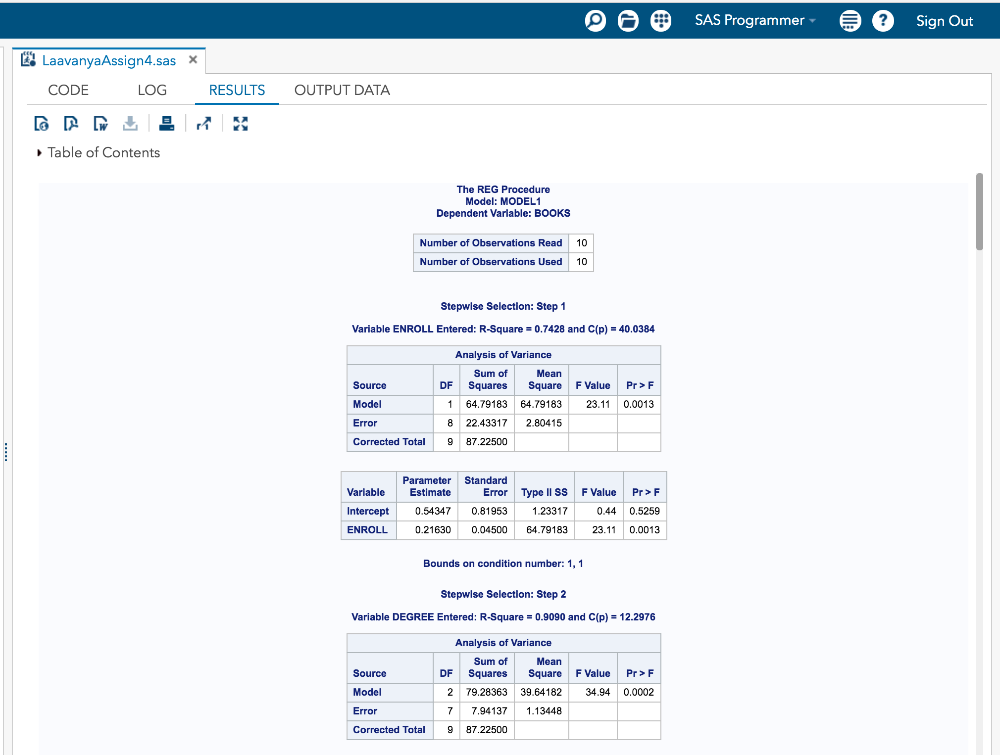 SAS Programmer
?
Sign Out
LaavanyaAssign4.sas
CODE LOG RESULTS OUTPUT DATA
Table of Contents
The REG Procedure
Model: MODEL1
Dependent Variable: BOOKS
Number of Observations Read 10
Number of Observations Used 10
Stepwise Selection: Step 1
Variable ENROLL Entered: R-Square = 0.7428 and C(p) = 40.0384
Analysis of Variance
Source DF Sum of Squares Mean Square F Value Pr > F
Model 1 64.79183 64.79183 23.11 0.0013
Error 8 22.43317 2.80415
Corrected Total 9 87.22500
Variable Parameter Estimate Standard Error Type II SS F Value Pr > F
Intercept 0.54347 0.81953 1.23317 0.44 0.5259
ENROLL 0.21630 0.04500 64.79183 23.11 0.0013
Bounds on condition number: 1, 1
Stepwise Selection: Step 2
Variable DEGREE Entered: R-Square = 0.9090 and C(p) = 12.2976
Analysis of Variance
Source DF Sum of Squares Mean Square F Value Pr > F
Model 2 79.28363 39.64182 34.94 0.0002
Error 7 7.94137 1.13448
Corrected Total 9 87.22500